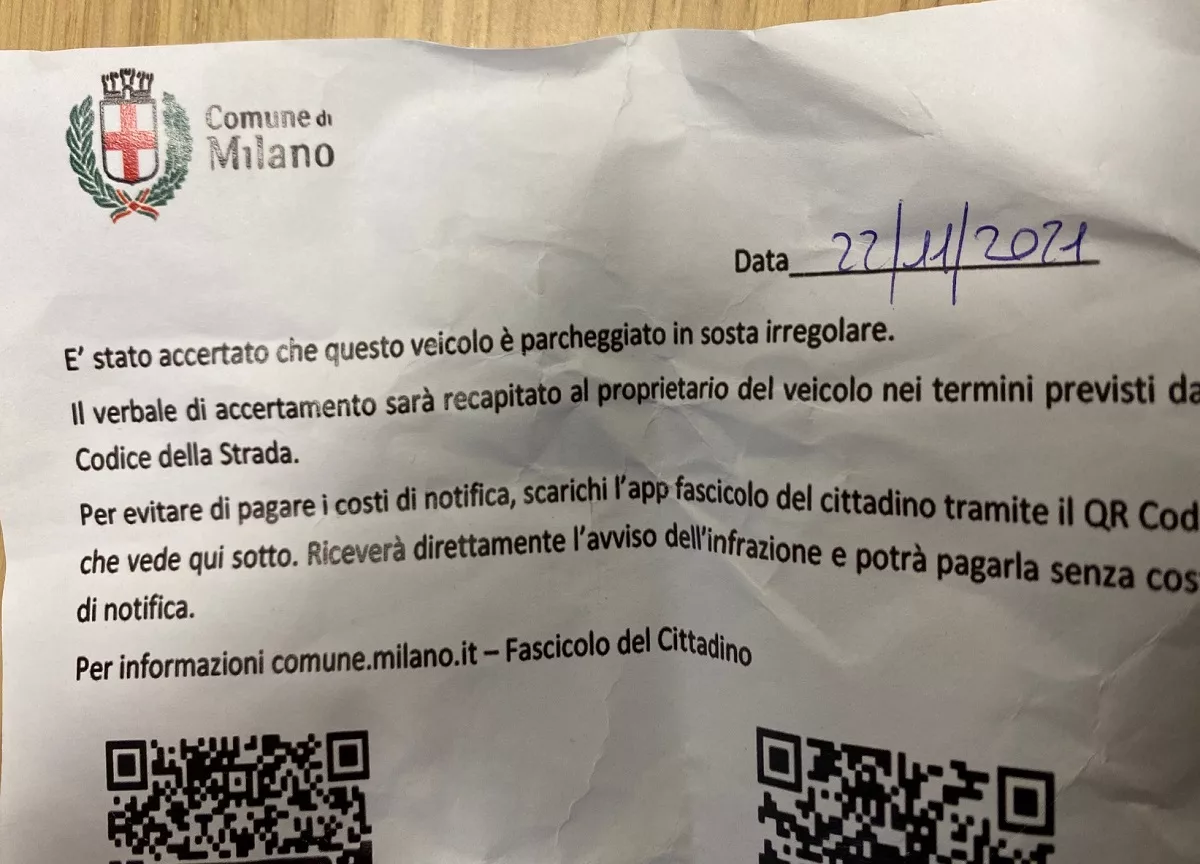 Comune di
Milano
Data 22/11/2021
E' stato accertato che questo veicolo è parcheggiato in sosta irregolare.
Il verbale di accertamento sarà recapitato al proprietario del veicolo nei termini previsti da
Codice della Strada.
Per evitare di pagare i costi di notifica, scarichi l'app fascicolo del cittadino tramite il QR Cod
che vede qui sotto. Riceverà direttamente l'avviso dell'infrazione e potrà pagarla senza cos
di notifica.
Per informazioni comune.milano.it – Fascicolo del Cittadino